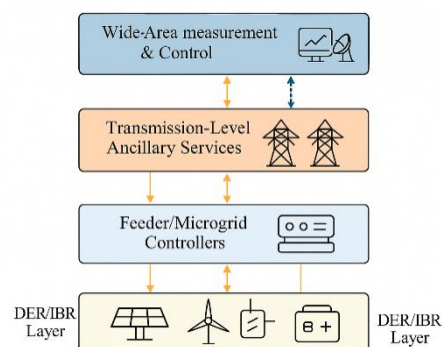 Wide-Area measurement
& Control
Transmission-Level
Ancillary Services
Feeder/Microgrid
Controllers
DER/IBR
Layer
DER/IBR
Layer